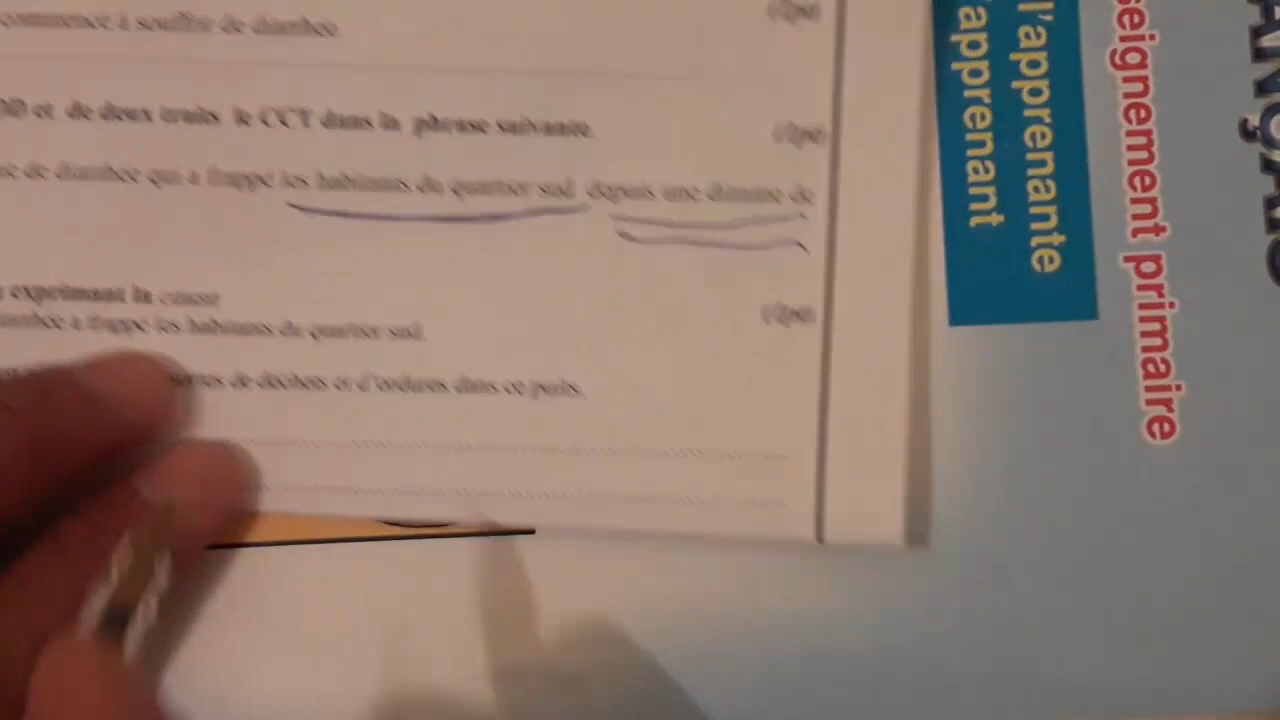 commence à souffrir de diarrhée. (2pts)
et de deux traits le CCT dans la phrase suivante. (2pts)
de diarrhée qui a frappé les habitants du quartier sud depuis une dizaine de
exprimant la cause (2pts)
a frappé les habitants du quartier sud.
sortes de déchets et d'ordures dans ce puits.
l'apprenante
l'apprenant
seignement primaire
ANÇAIS